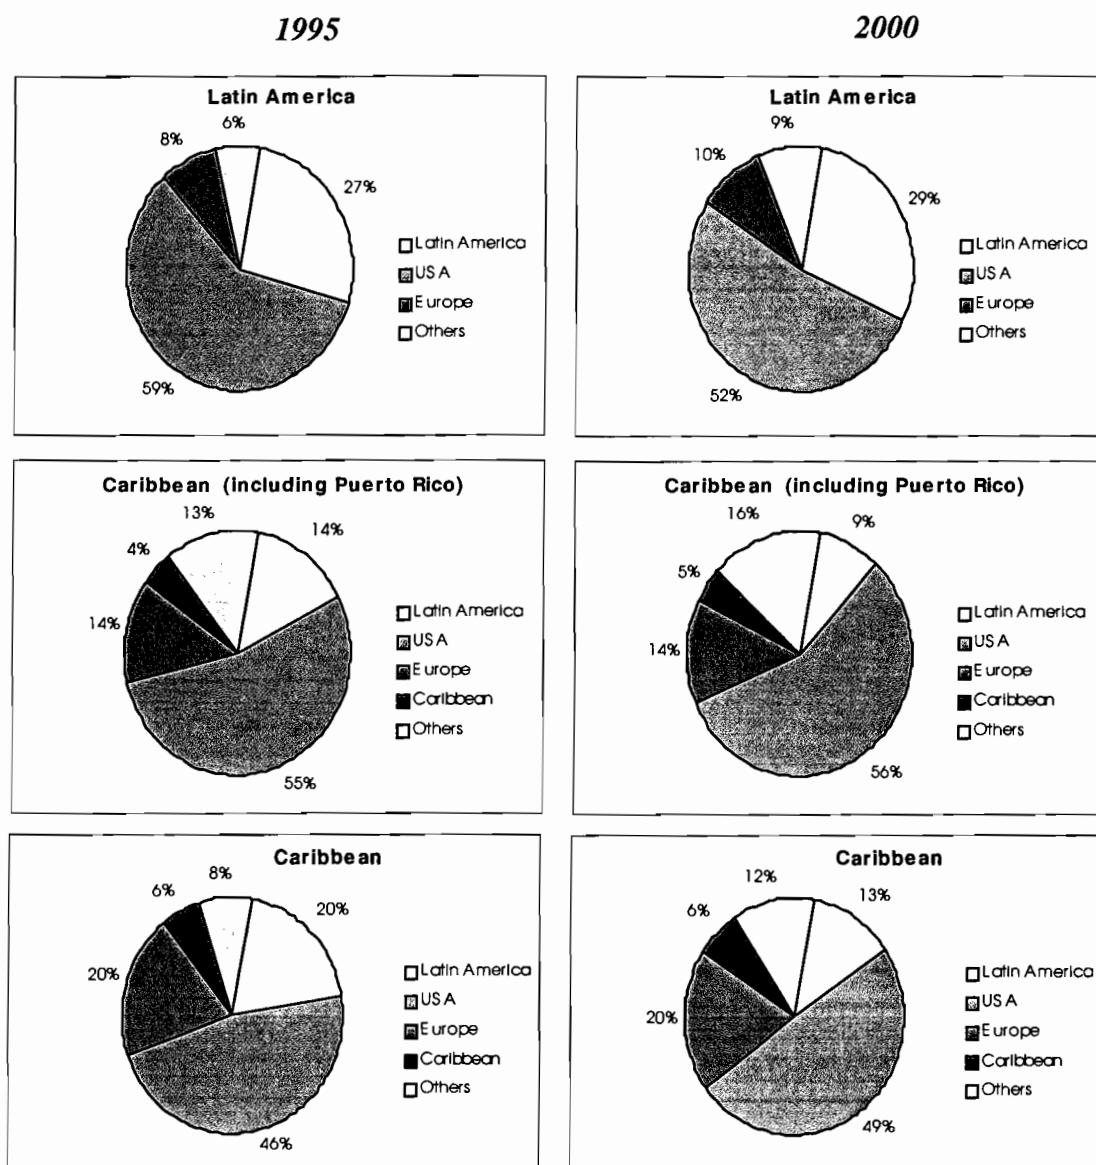 1995
2000
Latin America
8%
6%
27%
59%
Latin America
USA
Europe
Others
Latin America
10%
9%
29%
52%
Latin America
USA
Europe
Others
Caribbean (including Puerto Rico)
13%
14%
4%
14%
55%
Latin America
USA
Europe
Caribbean
Others
Caribbean (including Puerto Rico)
16%
9%
5%
14%
56%
Latin America
USA
Europe
Caribbean
Others
Caribbean
6%
8%
20%
20%
46%
Latin America
USA
Europe
Caribbean
Others
Caribbean
12%
13%
6%
20%
49%
Latin America
USA
Europe
Caribbean
Others